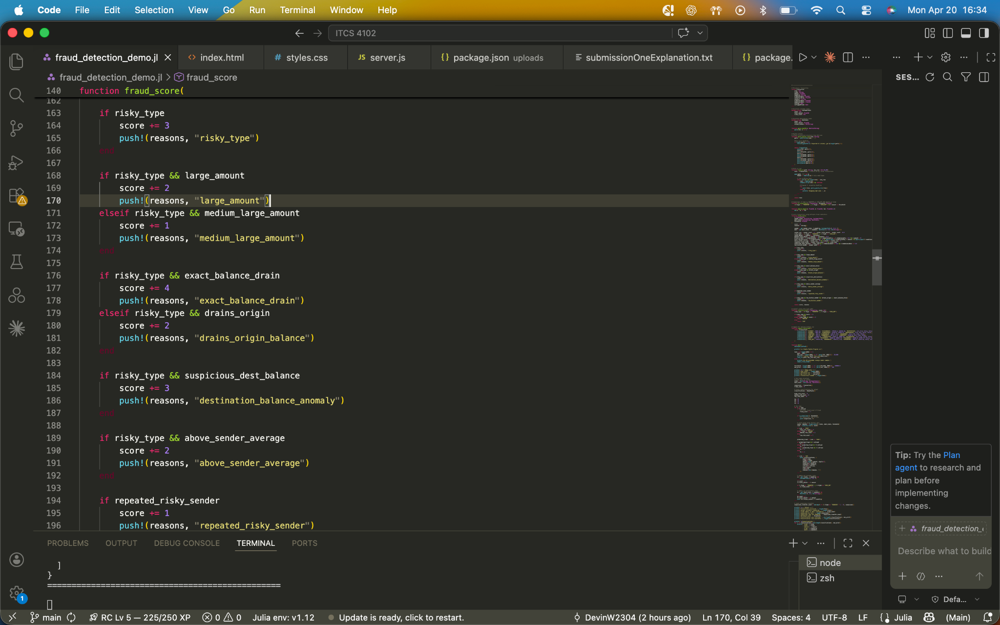 Code File Edit Selection View Go Run Terminal Window Help Mon Apr 20 16:34
ITCS 4102
fraud_detection_demo.jl index.html # styles.css JS server.js {} package.json uploads submissionOneExplanation.txt {} package.
fraud_detection_demo.jl > fraud_score
SES...
140 function fraud_score(
162
163 if risky_type
164 score += 3
165 push!(reasons, "risky_type")
166 end
167
168 if risky_type && large_amount
169 score += 2
170 push!(reasons, "large_amount")
171 elseif risky_type && medium_large_amount
172 score += 1
173 push!(reasons, "medium_large_amount")
174 end
175
176 if risky_type && exact_balance_drain
177 score += 4
178 push!(reasons, "exact_balance_drain")
179 elseif risky_type && drains_origin
180 score += 2
181 push!(reasons, "drains_origin_balance")
182 end
183
184 if risky_type && suspicious_dest_balance
185 score += 3
186 push!(reasons, "destination_balance_anomaly")
187 end
188
189 if risky_type && above_sender_average
190 score += 2
191 push!(reasons, "above_sender_average")
192 end
193
194 if repeated_risky_sender
195 score += 1
196 push!(reasons, "repeated_risky_sender")
Tip: Try the Plan
agent to research and
plan before
implementing
changes.
fraud_detection_
Describe what to build
Defa...
PROBLEMS OUTPUT DEBUG CONSOLE TERMINAL PORTS
]
}
================================================
node
zsh
1
main RC Lv 5 — 225/250 XP 0 0 Julia env: v1.12 Update is ready, click to restart. DevinW2304 (2 hours ago) Ln 170, Col 39 Spaces: 4 UTF-8 LF Julia (Main)